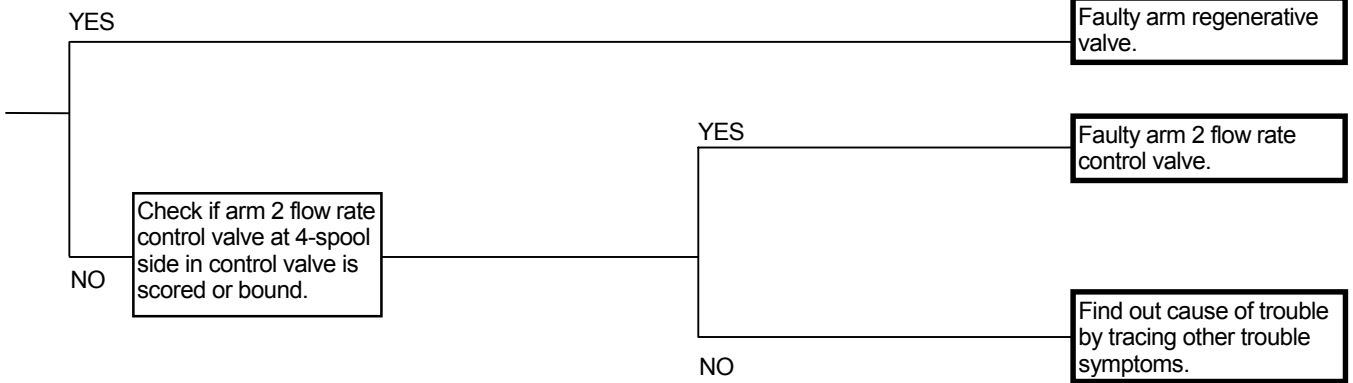 YES
Faulty arm regenerative
valve.
YES
Faulty arm 2 flow rate
control valve.
Check if arm 2 flow rate
control valve at 4-spool
side in control valve is
scored or bound.
NO
Find out cause of trouble
by tracing other trouble
symptoms.
NO